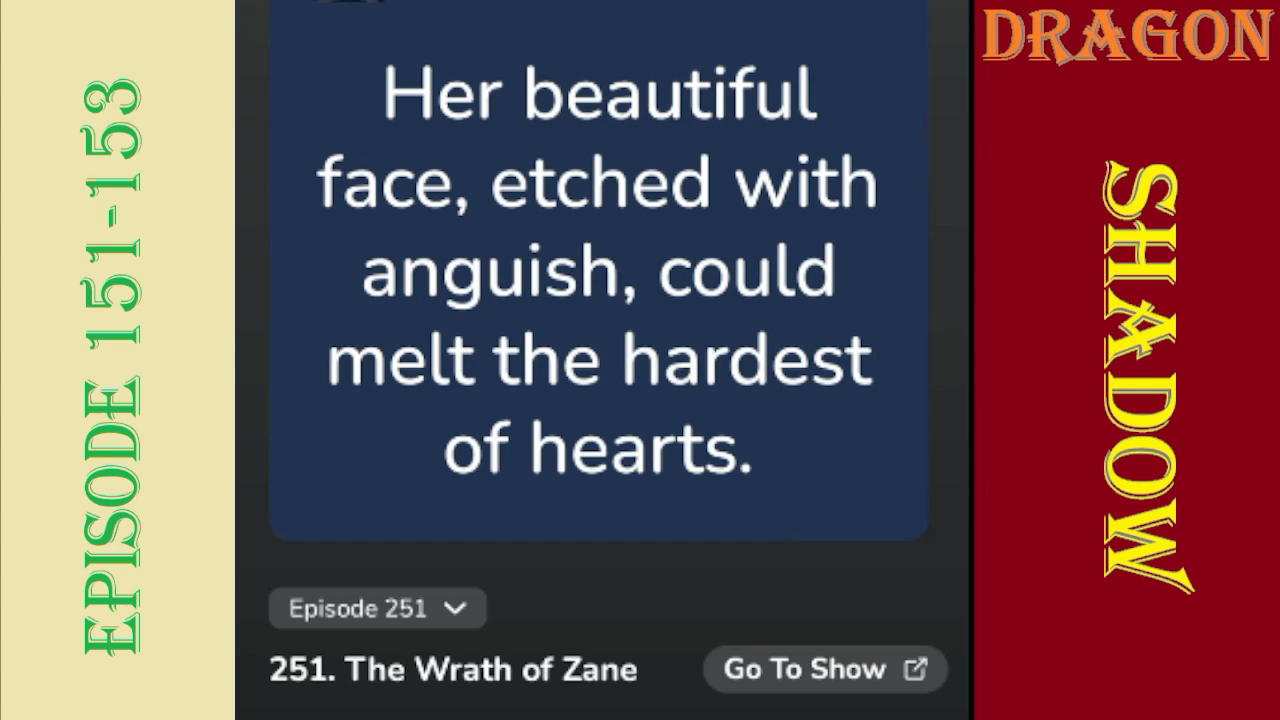 EPISODE 151-153
Her beautiful
face, etched with
anguish, could
melt the hardest
of hearts.
Episode 251
251. The Wrath of Zane
Go To Show
DRAGON
SHADOW